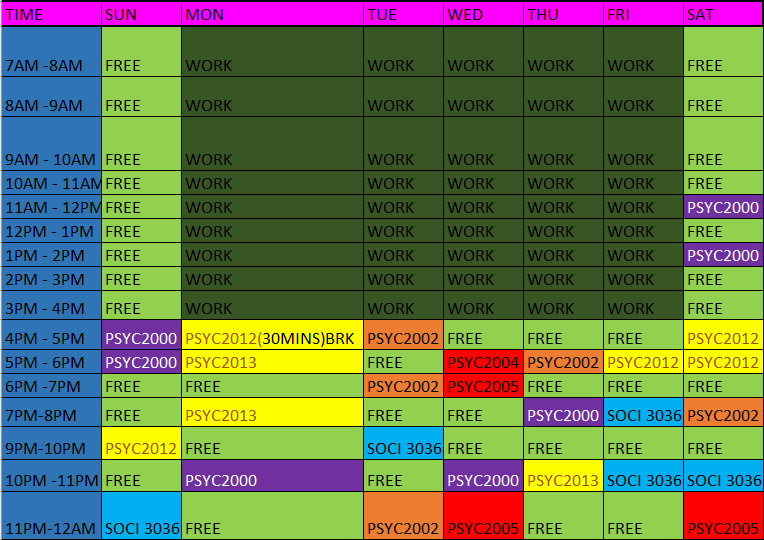 TIME SUN MON TUE WED THU FRI SAT
7AM -8AM FREE WORK WORK WORK WORK WORK FREE
8AM -9AM FREE WORK WORK WORK WORK WORK FREE
9AM - 10AM FREE WORK WORK WORK WORK WORK FREE
10AM - 11AM FREE WORK WORK WORK WORK WORK FREE
11AM - 12PM FREE WORK WORK WORK WORK WORK PSYC2000
12PM - 1PM FREE WORK WORK WORK WORK WORK FREE
1PM - 2PM FREE WORK WORK WORK WORK WORK PSYC2000
2PM - 3PM FREE WORK WORK WORK WORK WORK FREE
3PM - 4PM FREE WORK WORK WORK WORK WORK FREE
4PM - 5PM PSYC2000 PSYC2012(30MINS)BRK PSYC2002 FREE FREE FREE PSYC2012
5PM - 6PM PSYC2000 PSYC2013 FREE PSYC2004 PSYC2002 PSYC2012 PSYC2012
6PM -7PM FREE FREE PSYC2002 PSYC2005 FREE FREE FREE
7PM-8PM FREE PSYC2013 FREE FREE PSYC2000 SOCI 3036 PSYC2002
9PM-10PM PSYC2012 FREE SOCI 3036 FREE FREE FREE FREE
10PM -11PM FREE PSYC2000 FREE PSYC2000 PSYC2013 SOCI 3036 SOCI 3036
11PM-12AM SOCI 3036 FREE PSYC2002 PSYC2005 FREE FREE PSYC2005